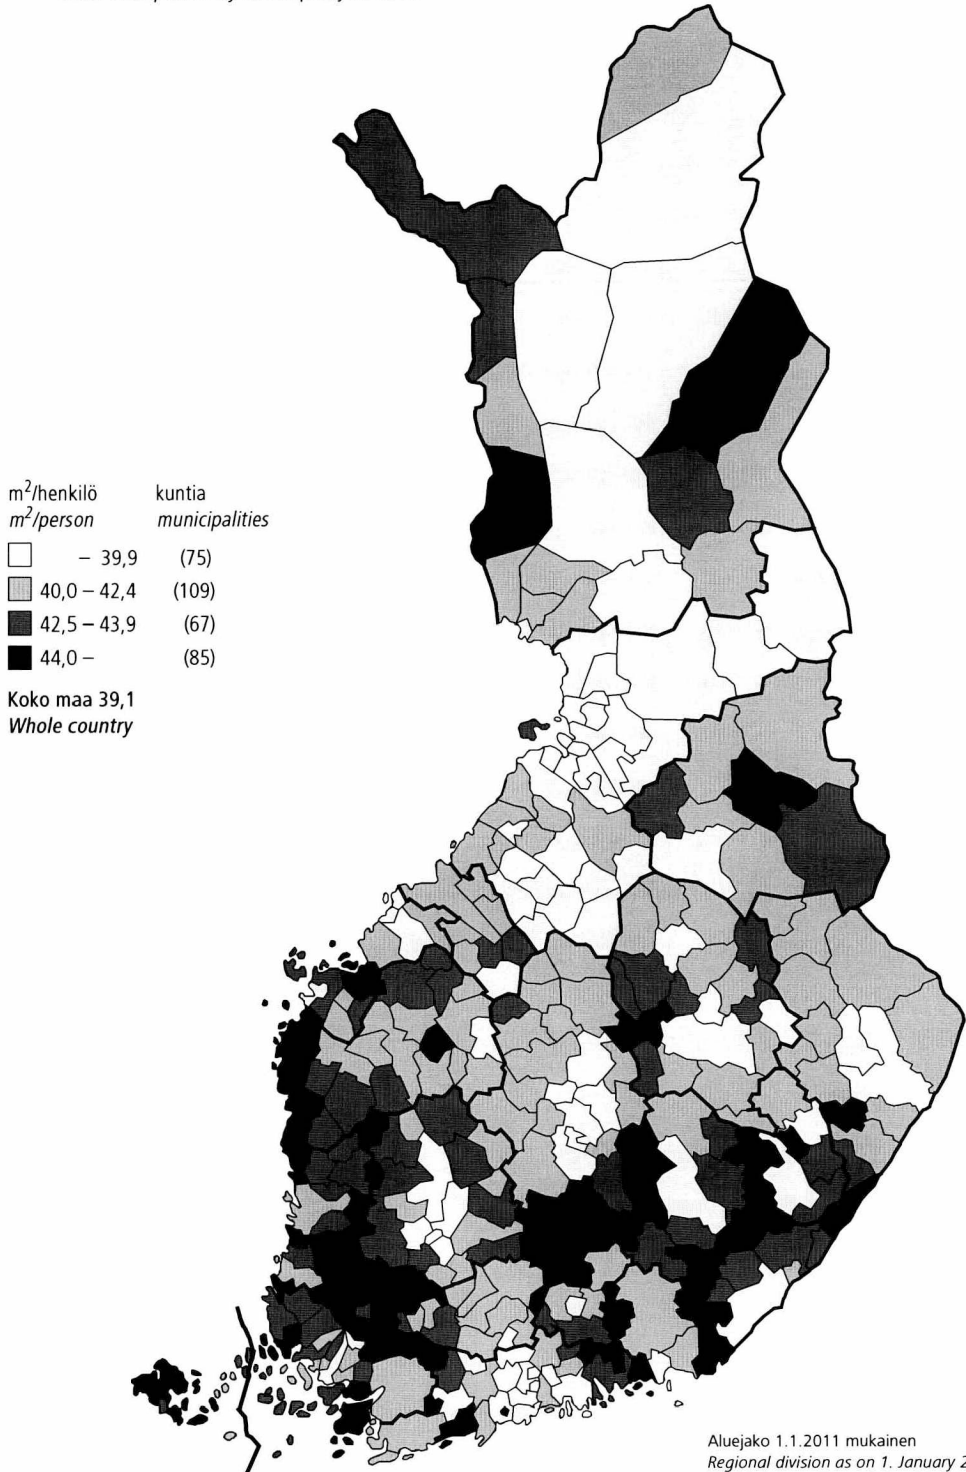 m²/henkilö kuntia
m²/person municipalities
– 39,9 (75)
40,0 – 42,4 (109)
42,5 – 43,9 (67)
44,0 – (85)
Koko maa 39,1
Whole country
Aluejako 1.1.2011 mukainen
Regional division as on 1. January 2